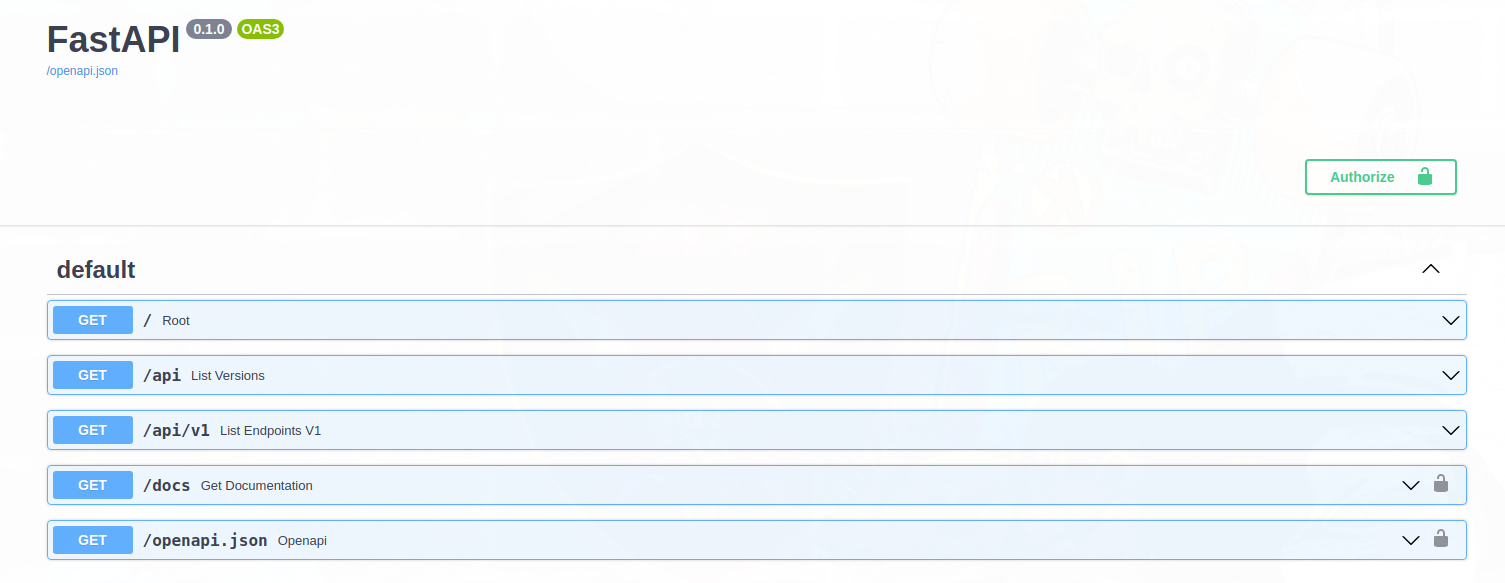 FastAPI 0.1.0 OAS3
/openapi.json
Authorize
default
GET / Root
GET /api List Versions
GET /api/v1 List Endpoints V1
GET /docs Get Documentation
GET /openapi.json Openapi